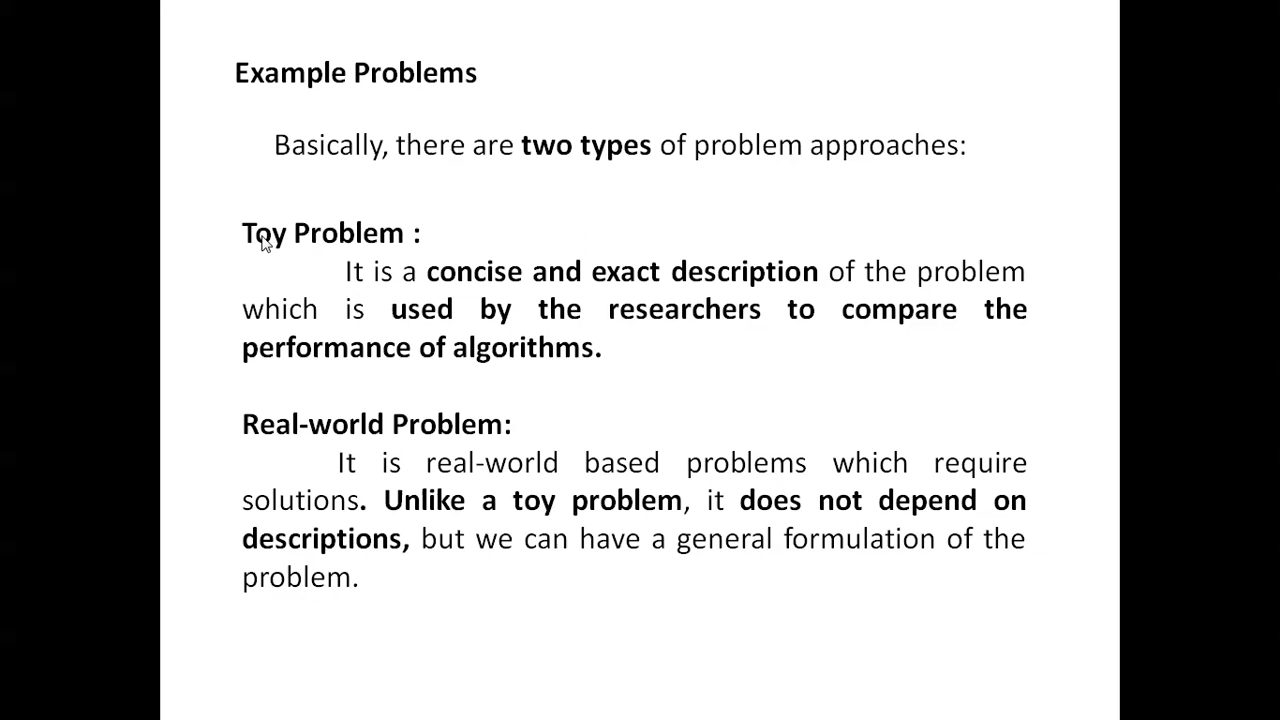 Example Problems
Basically, there are two types of problem approaches:
Toy Problem :
It is a concise and exact description of the problem
which is used by the researchers to compare the
performance of algorithms.
Real-world Problem:
It is real-world based problems which require
solutions. Unlike a toy problem, it does not depend on
descriptions, but we can have a general formulation of the
problem.